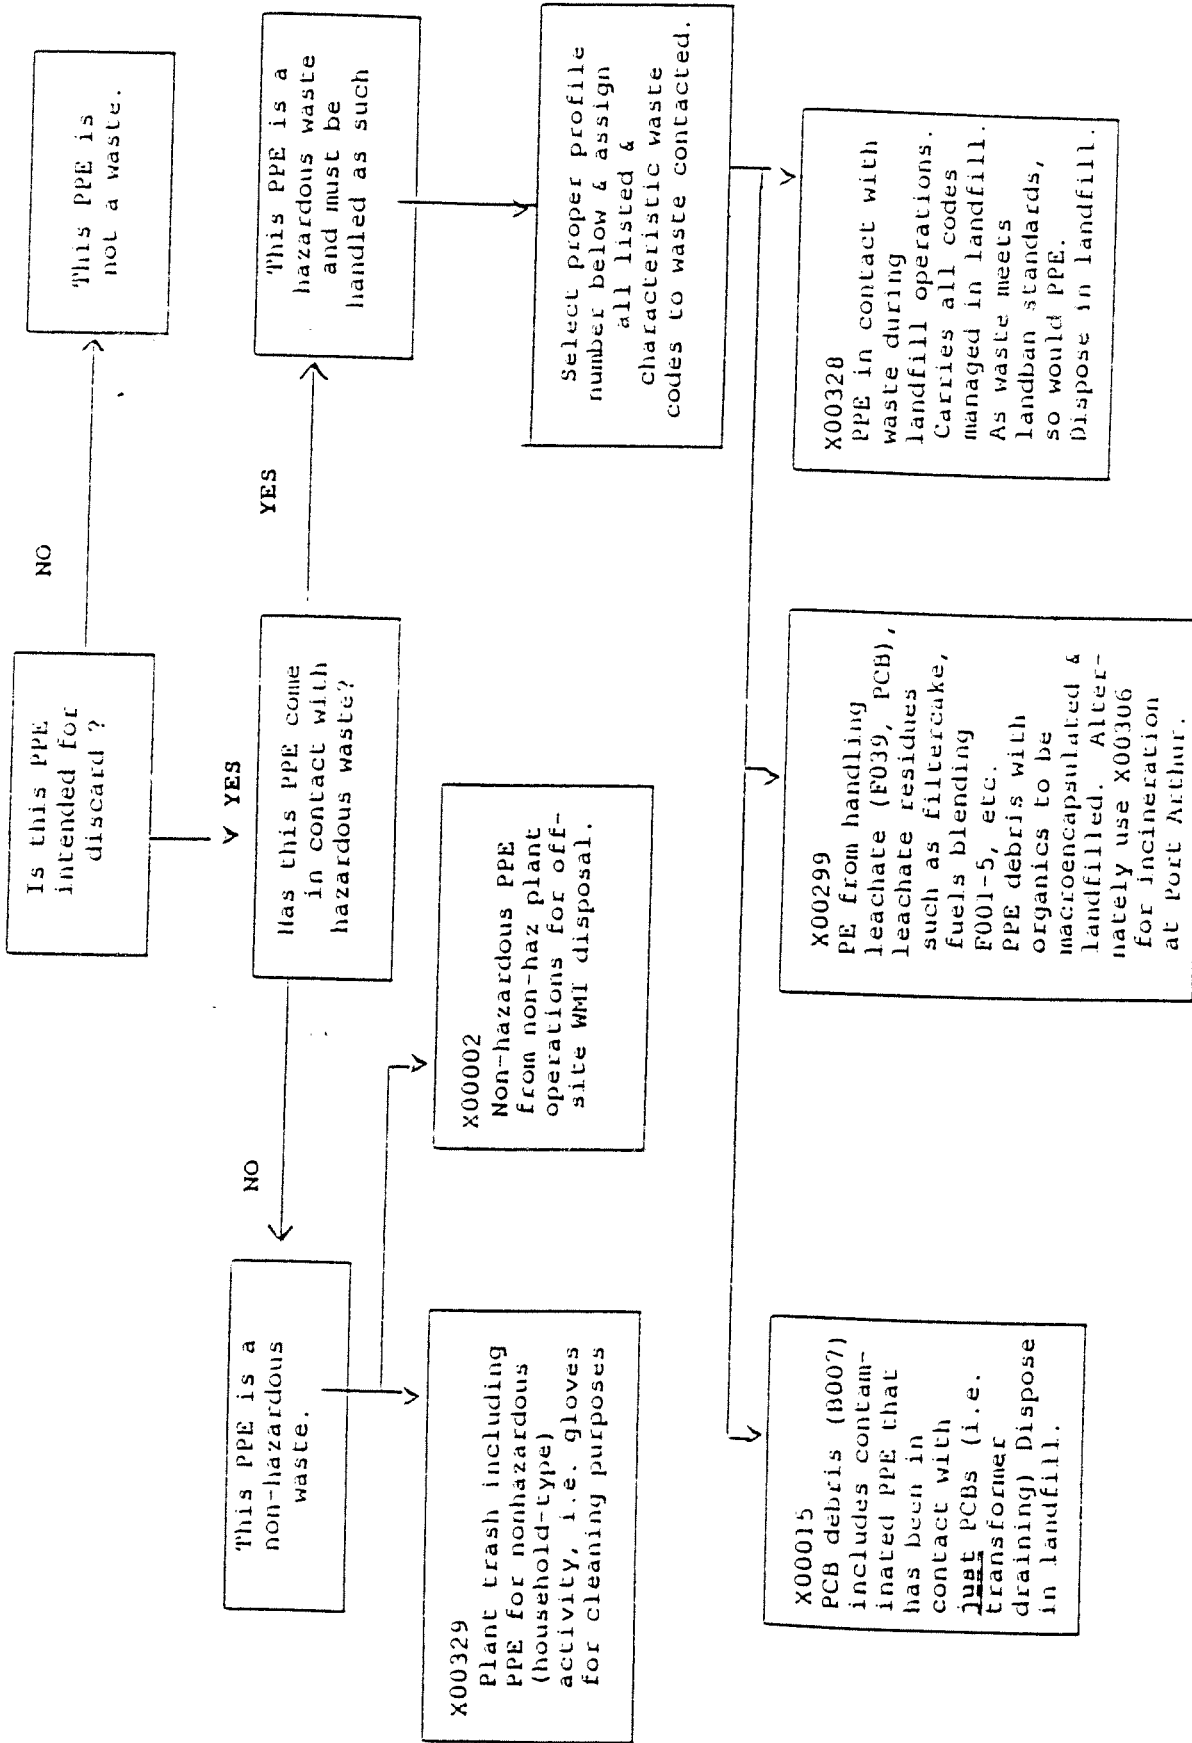 Is this PPE
intended for
discard ?
NO
This PPE is
not a waste.
YES
Has this PPE come
in contact with
hazardous waste?
YES
This PPE is a
hazardous waste
and must be
handled as such
NO
This PPE is a
non-hazardous
waste.
X00329
Plant trash including
PPE for nonhazardous
(household-type)
activity, i.e. gloves
for cleaning purposes
X00002
Non-hazardous PPE
from non-haz plant
operations for off-
site WMI disposal.
Select proper profile
number below & assign
all listed &
characteristic waste
codes to waste contacted.
X00015
PCB debris (B007)
includes contam-
inated PPE that
has been in
contact with
just PCBs (i.e.
transformer
draining) Dispose
in landfill.
X00299
PE from handling
leachate (F039, PCB),
leachate residues
such as filtercake,
fuels blending
F001-5, etc.
PPE debris with
organics to be
macroencapsulated &
landfilled. Alter-
nately use X00306
for incineration
at Port Arthur.
X00328
PPE in contact with
waste during
landfill operations.
Carries all codes
managed in landfill.
As waste meets
landban standards,
so would PPE.
Dispose in landfill.